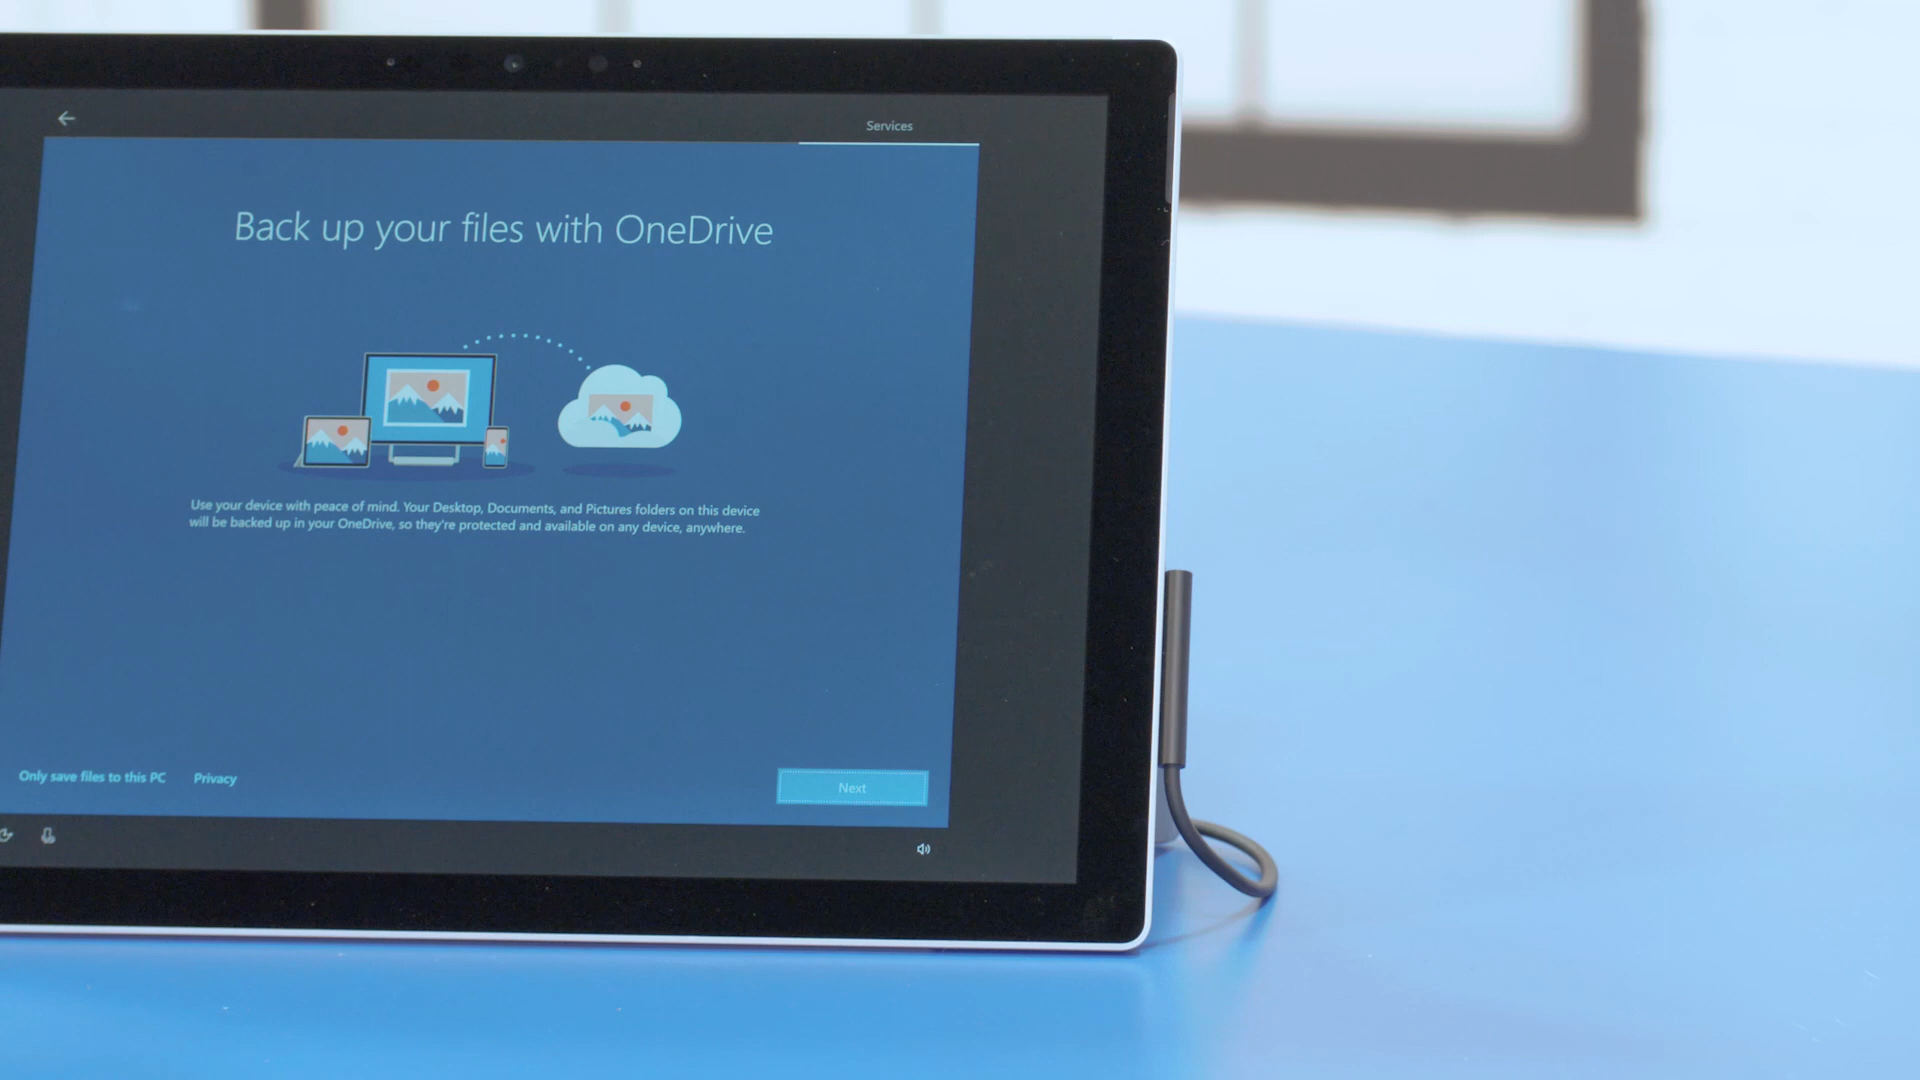 Services
Back up your files with OneDrive
Use your device with peace of mind. Your Desktop, Documents, and Pictures folders on this device
will be backed up in your OneDrive, so they're protected and available on any device, anywhere.
Only save files to this PC
Privacy
Next